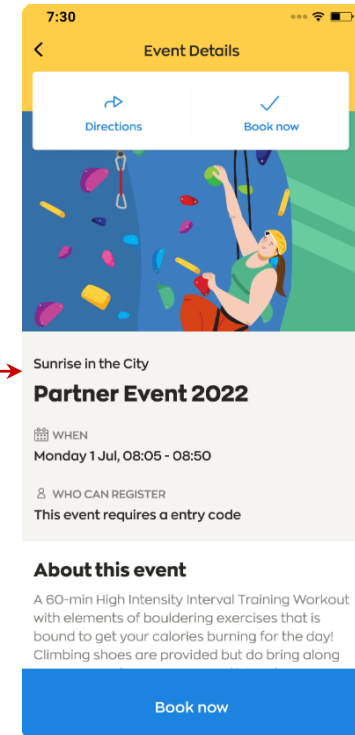 7:30
Event Details
Directions
Book now
Sunrise in the City
Partner Event 2022
WHEN
Monday 1 Jul, 08:05 - 08:50
WHO CAN REGISTER
This event requires a entry code
About this event
A 60-min High Intensity Interval Training Workout
with elements of bouldering exercises that is
bound to get your calories burning for the day!
Climbing shoes are provided but do bring along
Book now